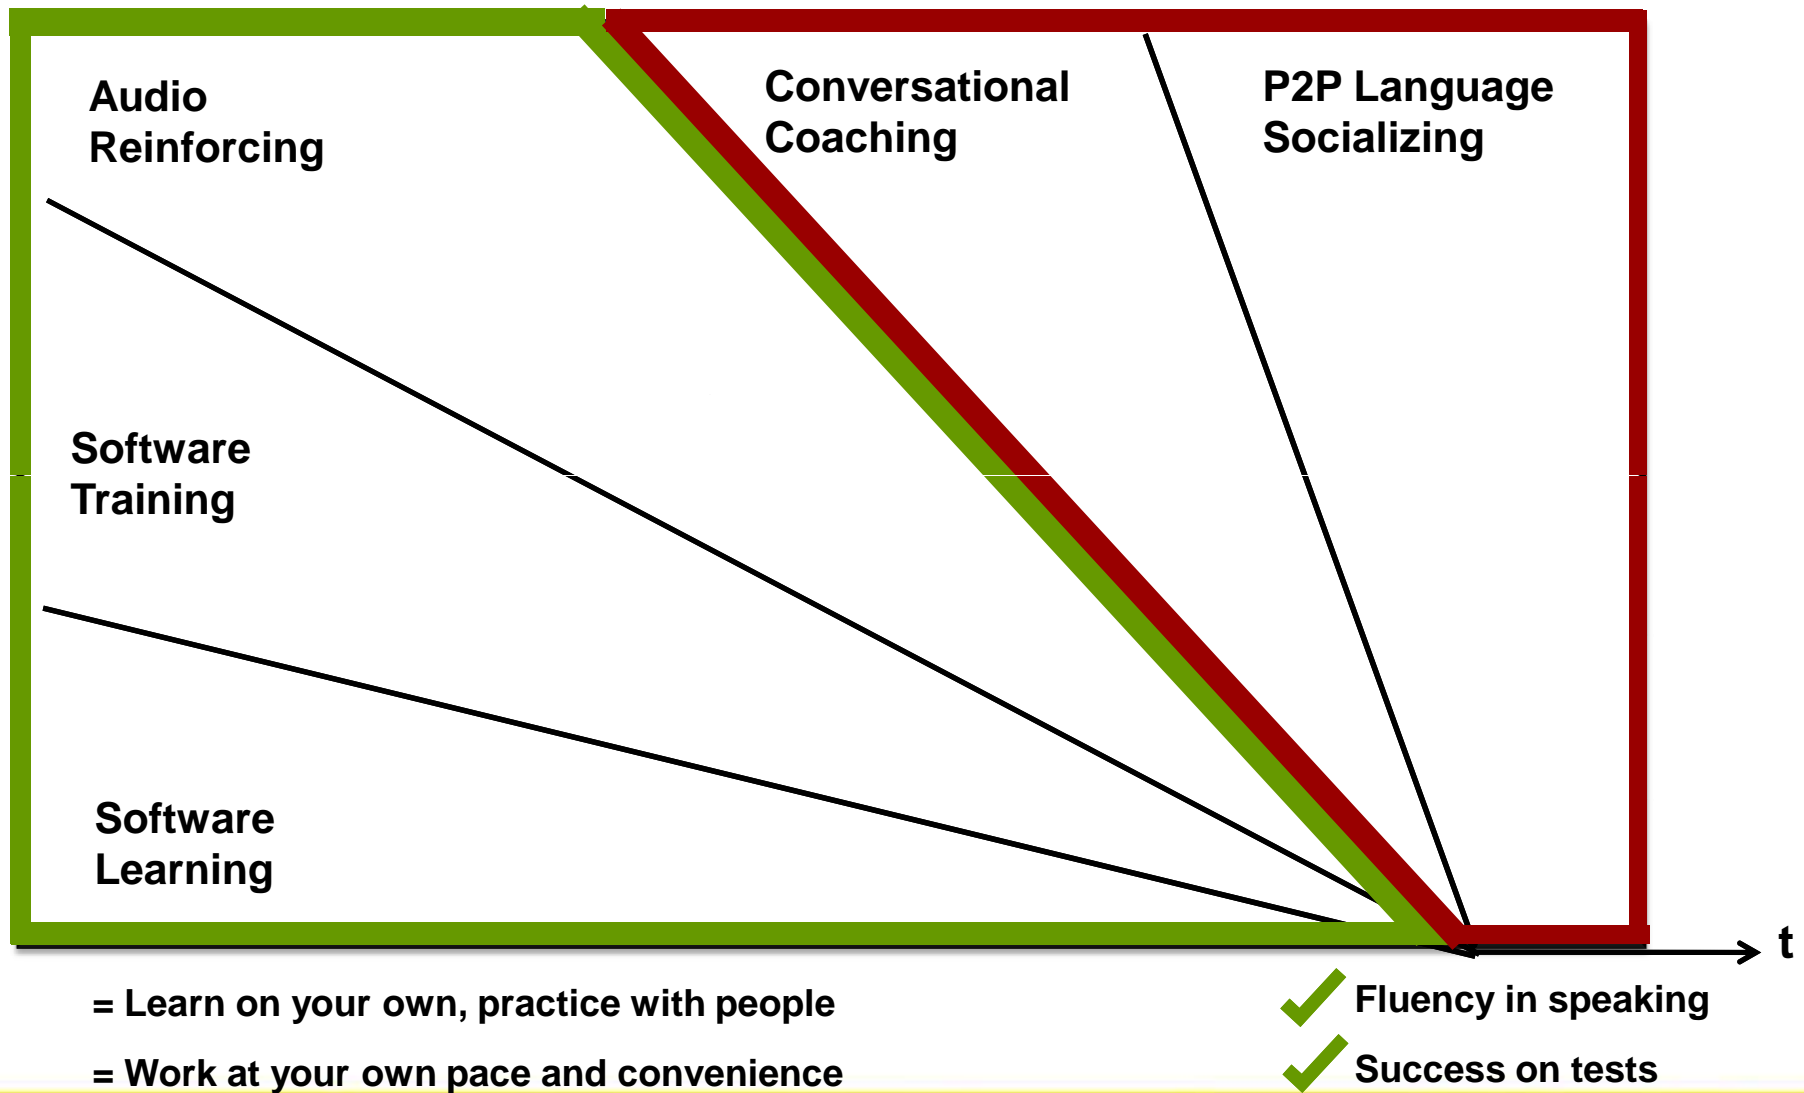 Audio
Reinforcing
Conversational
Coaching
P2P Language
Socializing
Software
Training
Software
Learning
t
= Learn on your own, practice with people
= Work at your own pace and convenience
Fluency in speaking
Success on tests